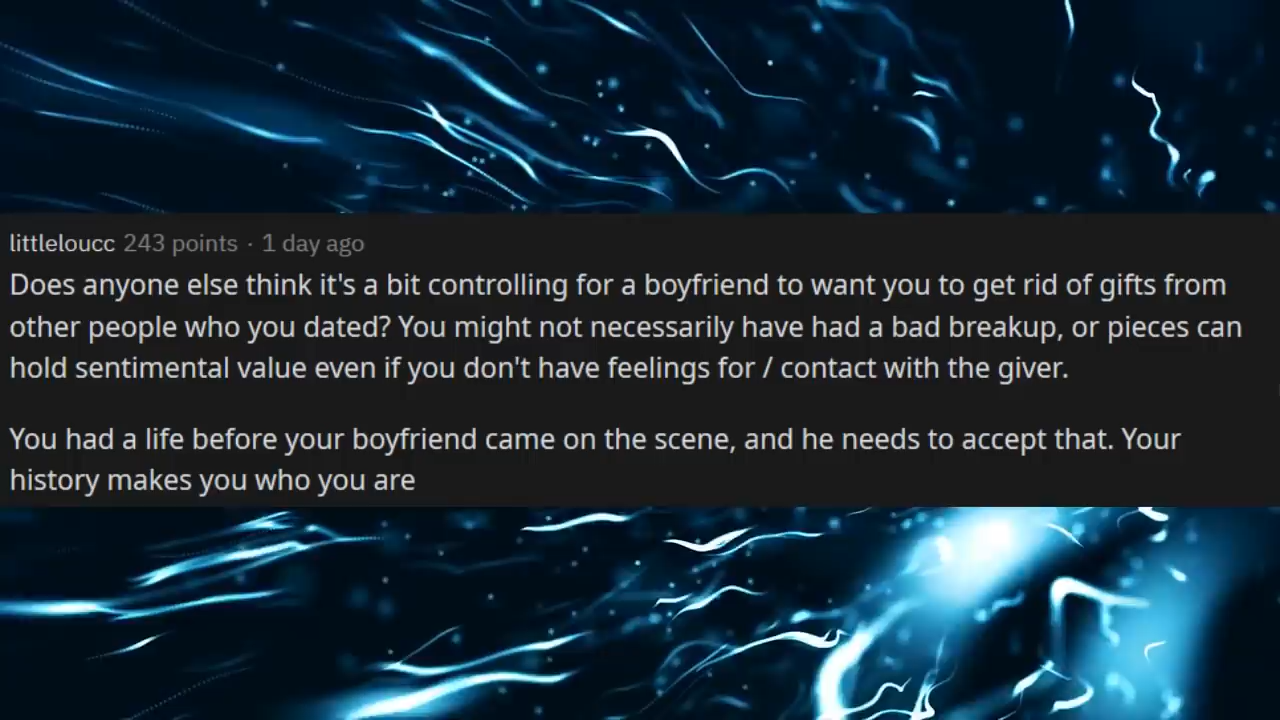 littleloucc 243 points · 1 day ago
Does anyone else think it's a bit controlling for a boyfriend to want you to get rid of gifts from
other people who you dated? You might not necessarily have had a bad breakup, or pieces can
hold sentimental value even if you don't have feelings for / contact with the giver.
You had a life before your boyfriend came on the scene, and he needs to accept that. Your
history makes you who you are